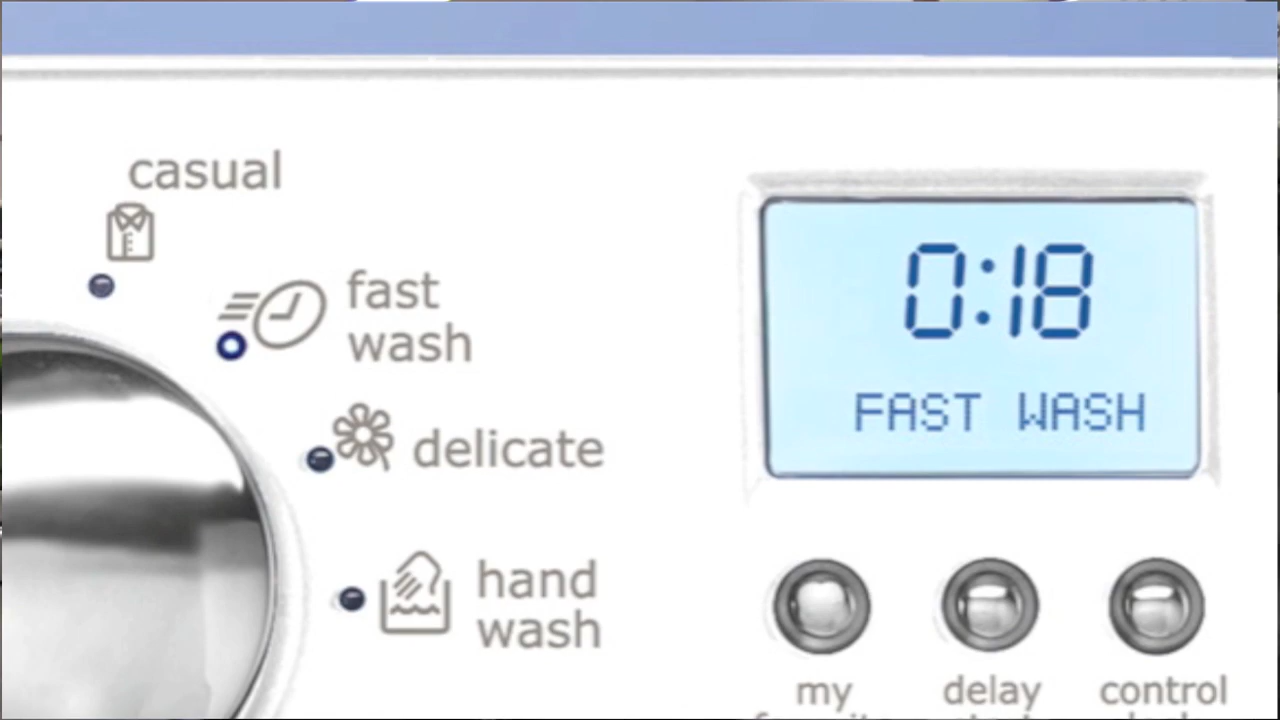 casual
fast
wash
delicate
hand
wash
0:18
FAST WASH
my
delay
control